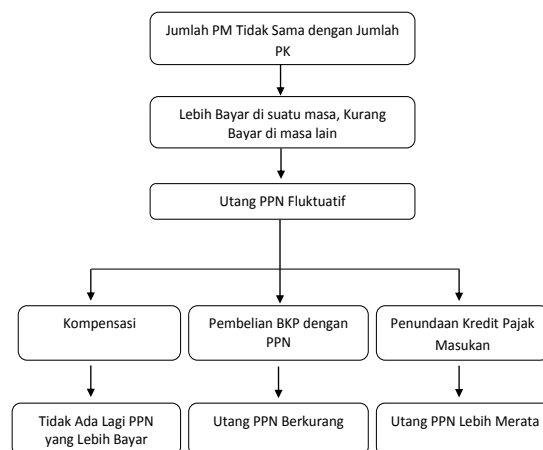 Jumlah PM Tidak Sama dengan Jumlah
PK
Lebih Bayar di suatu masa, Kurang
Bayar di masa lain
Utang PPN Fluktuatif
Kompensasi
Pembelian BKP dengan
PPN
Penundaan Kredit Pajak
Masukan
Tidak Ada Lagi PPN
yang Lebih Bayar
Utang PPN Berkurang
Utang PPN Lebih Merata